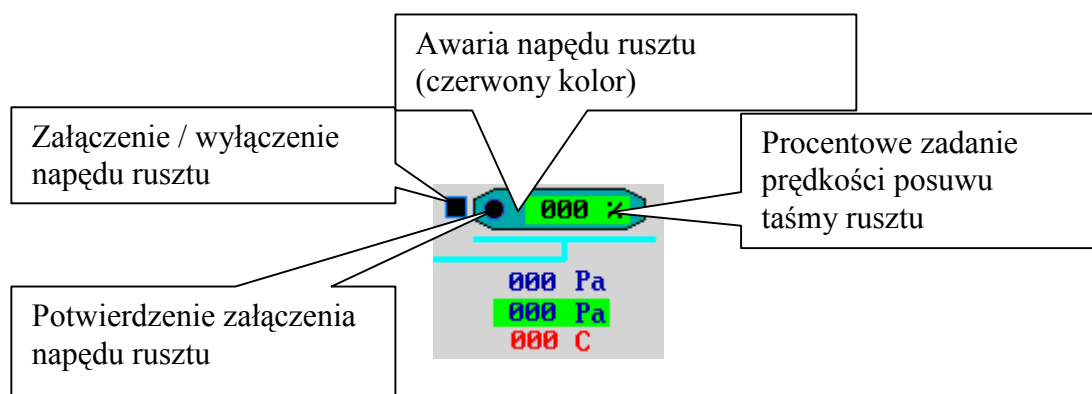 Awaria napędu rusztu
(czerwony kolor)
Załączenie / wyłączenie
napędu rusztu
Procentowe zadanie
prędkości posuwu
taśmy rusztu
000 %
000 Pa
000 Pa
000 C
Potwierdzenie załączenia
napędu rusztu